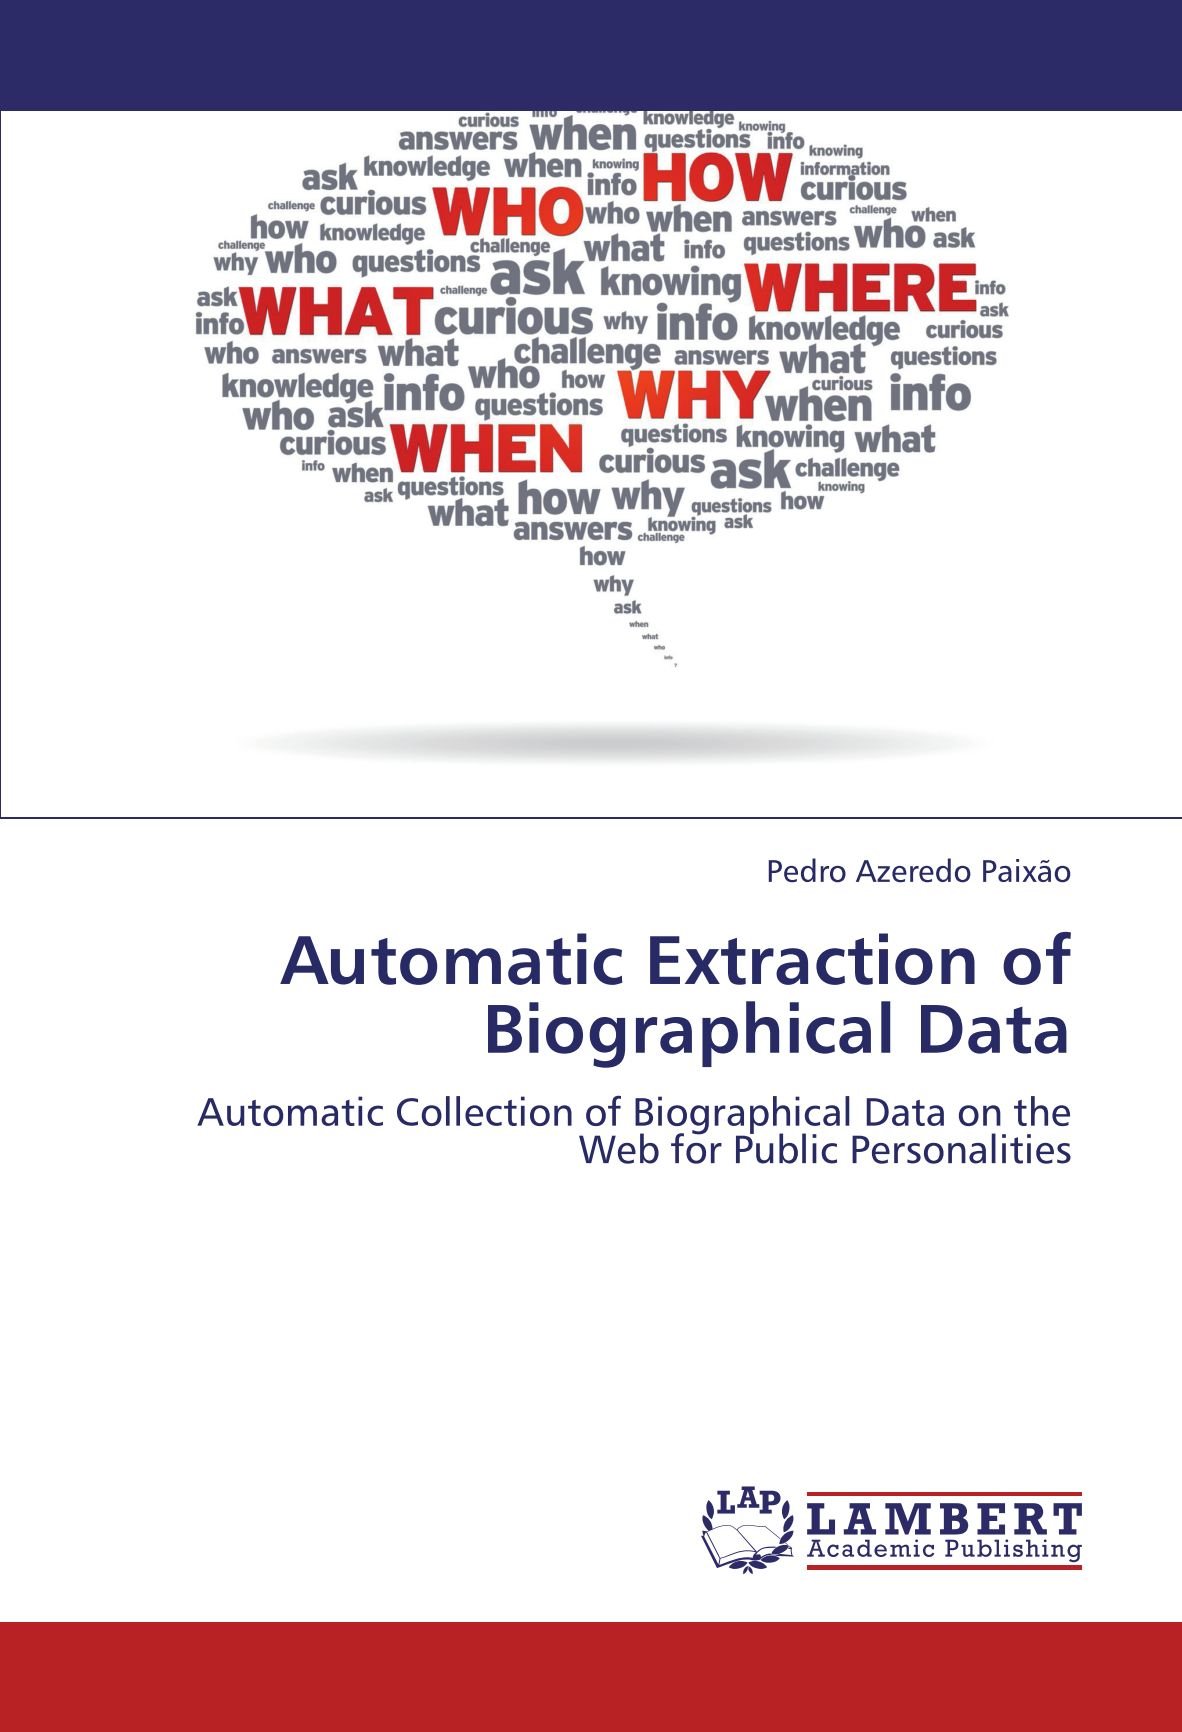 curious info challenge knowledge knowing
answers when questions info
ask knowledge when knowing HOW knowing
info information
challenge curious WHO who when curious
how knowledge answers challenge when
challenge who ask
why who questions challenge what info questions
ask knowing WHERE info
ask WHAT challenge curious why info knowledge ask
info curious
who answers what challenge answers what questions
knowledge info who how WHY curious info
who ask questions when
curious WHEN questions knowing what
info when curious ask challenge
ask questions how why questions how knowing
what answers knowing ask
challenge
how
why
ask
when
what
who
info
?
Pedro Azeredo Paixão
Automatic Extraction of
Biographical Data
Automatic Collection of Biographical Data on the
Web for Public Personalities
LAP LAMBERT
Academic Publishing